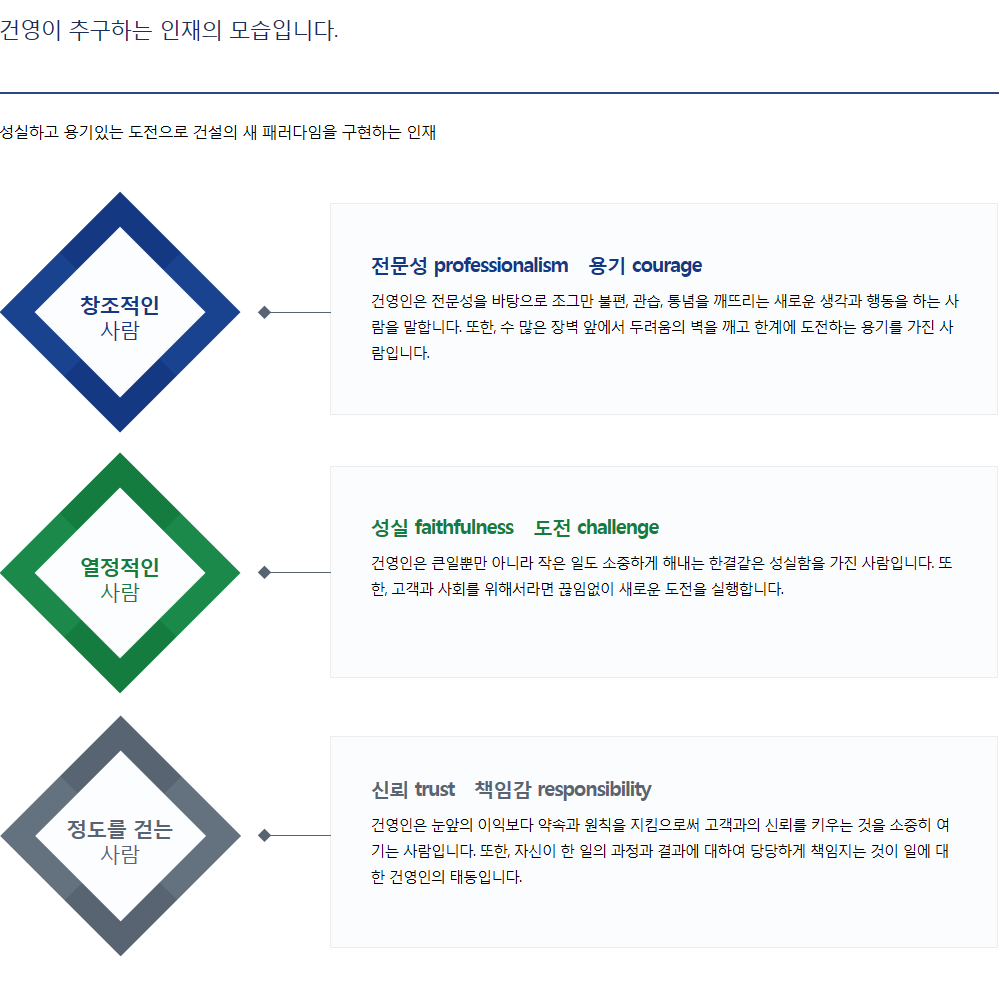 건영이 추구하는 인재의 모습입니다.
성실하고 용기있는 도전으로 건설의 새 패러다임을 구현하는 인재
창조적인
사람
전문성 professionalism 용기 courage
건영인은 전문성을 바탕으로 조그만 불편, 관습, 통념을 깨뜨리는 새로운 생각과 행동을 하는 사
람을 말합니다. 또한, 수 많은 장벽 앞에서 두려움의 벽을 깨고 한계에 도전하는 용기를 가진 사
람입니다.
열정적인
사람
성실 faithfulness 도전 challenge
건영인은 큰일뿐만 아니라 작은 일도 소중하게 해내는 한결같은 성실함을 가진 사람입니다. 또
한, 고객과 사회를 위해서라면 끊임없이 새로운 도전을 실행합니다.
정도를 걷는
사람
신뢰 trust 책임감 responsibility
건영인은 눈앞의 이익보다 약속과 원칙을 지킴으로써 고객과의 신뢰를 키우는 것을 소중히 여
기는 사람입니다. 또한, 자신이 한 일의 과정과 결과에 대하여 당당하게 책임지는 것이 일에 대
한 건영인의 태동입니다.